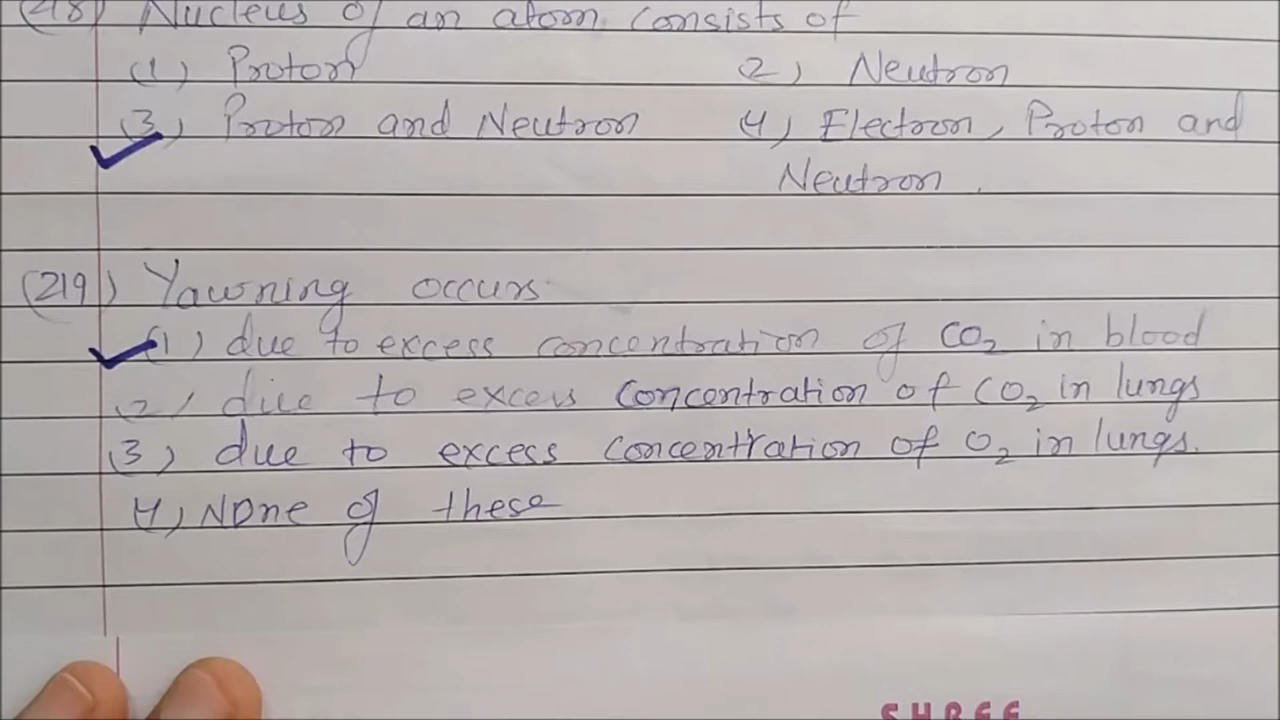 (218) Nucleus of an atom consists of
(1) Proton 2) Neutron
(3) Proton and Neutron 4) Electron, Proton and
Neutron.
(219) Yawning occurs
(1) due to excess concentration of CO2 in blood
(2) due to excess concentration of CO2 in lungs
(3) due to excess concentration of O2 in lungs.
4) None of these
SHREE